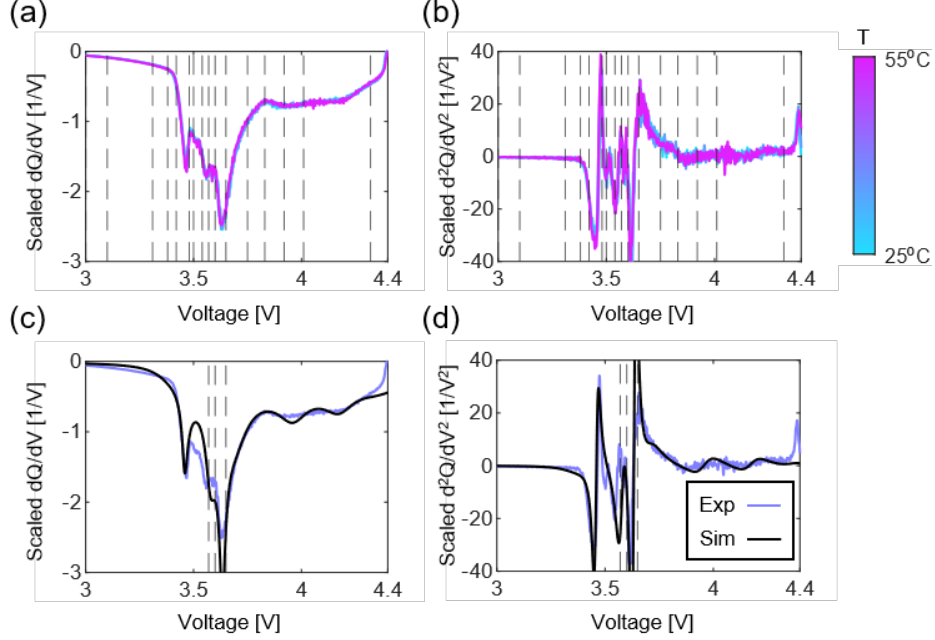 (a)
(b)
Scaled dQ/dV [1/V]
0
-1
-2
-3
3
3.5
4
4.4
Voltage [V]
Scaled d²Q/dV² [1/V²]
40
20
0
-20
-40
3
3.5
4
4.4
Voltage [V]
T
55ºC
25ºC
(c)
(d)
Scaled dQ/dV [1/V]
0
-1
-2
-3
3
3.5
4
4.4
Voltage [V]
Scaled d²Q/dV² [1/V²]
40
20
0
-20
-40
3
3.5
4
4.4
Voltage [V]
Exp
Sim